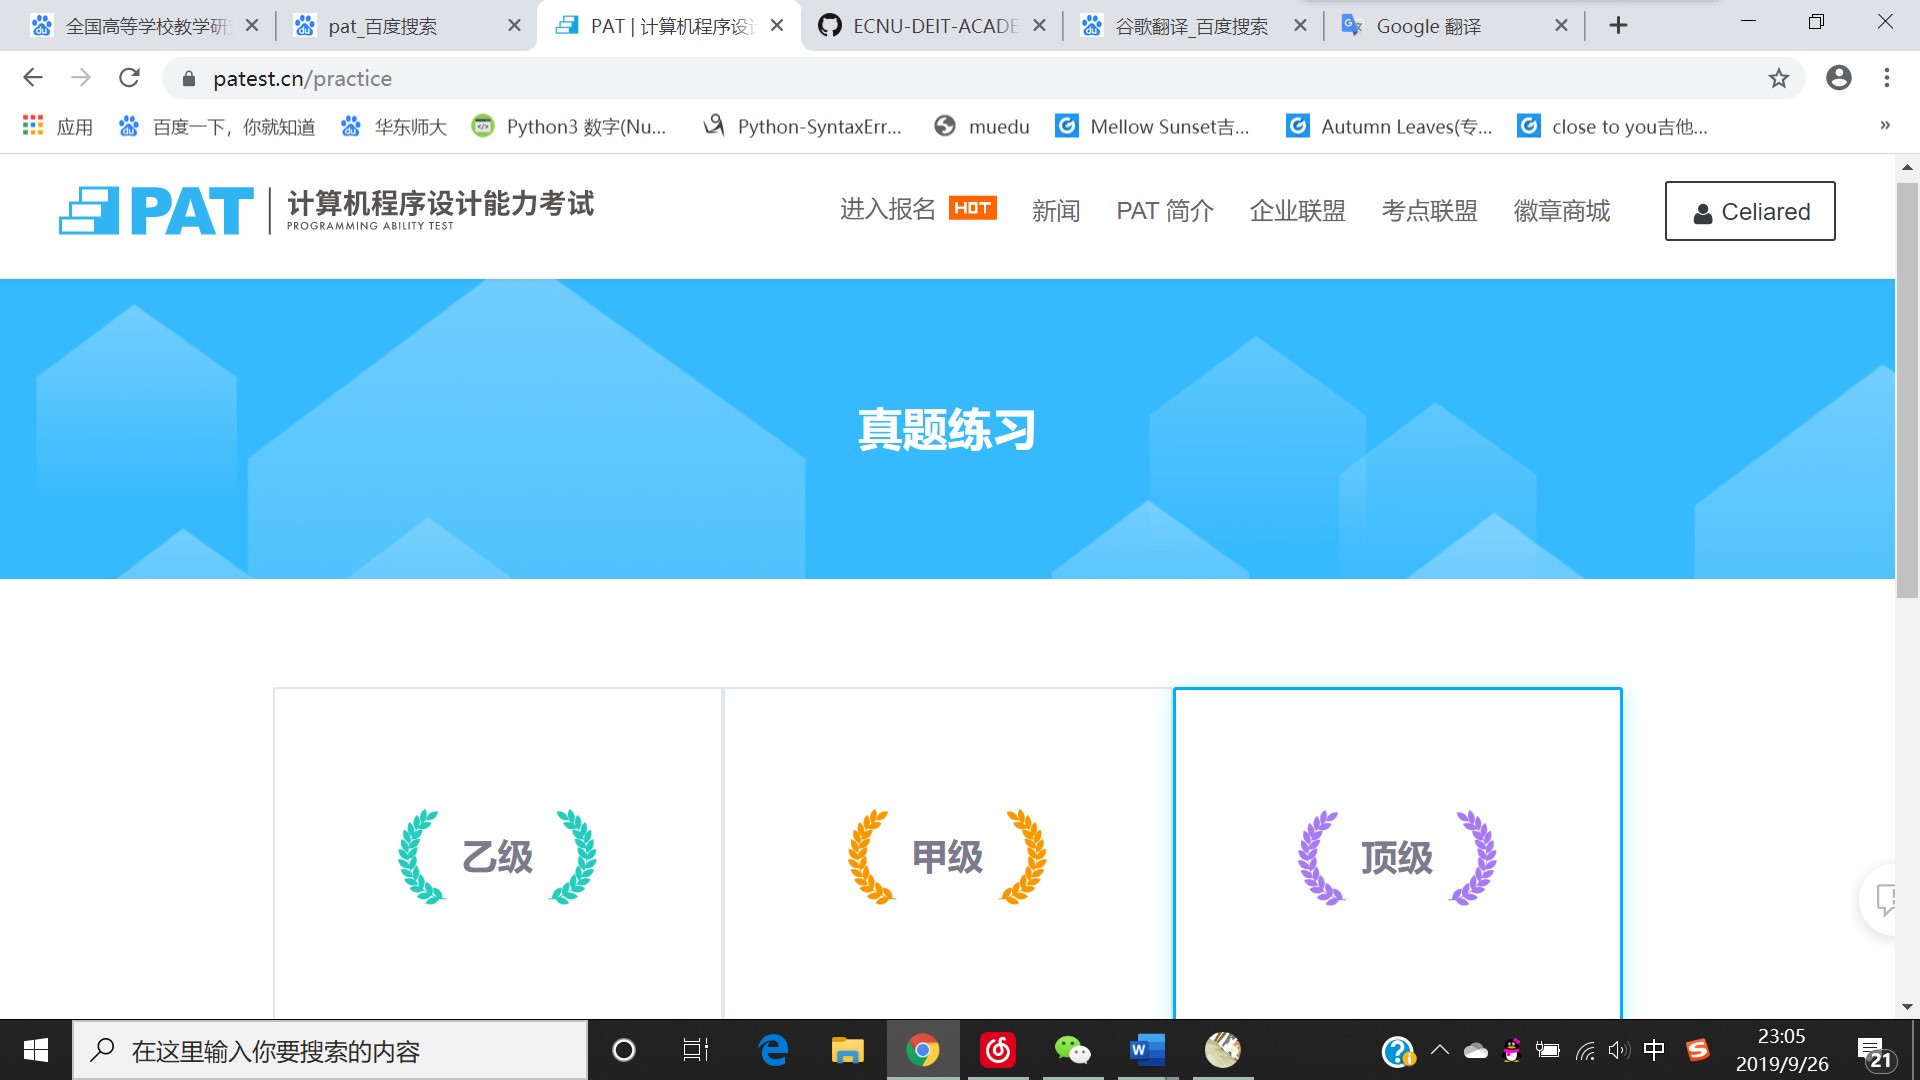 全国高等学校教学研
pat_百度搜索
PAT | 计算机程序设计
ECNU-DEIT-ACADE
谷歌翻译_百度搜索
Google 翻译
patest.cn/practice
应用
百度一下，你就知道
华东师大
Python3 数字(Nu...
Python-SyntaxErr...
muedu
Mellow Sunset吉...
Autumn Leaves(专...
close to you吉他...
»
PAT
计算机程序设计能力考试
PROGRAMMING ABILITY TEST
进入报名 HOT
新闻
PAT 简介
企业联盟
考点联盟
徽章商城
Celiared
真题练习
乙级
甲级
顶级
在这里输入你要搜索的内容
中
23:05
2019/9/26
21